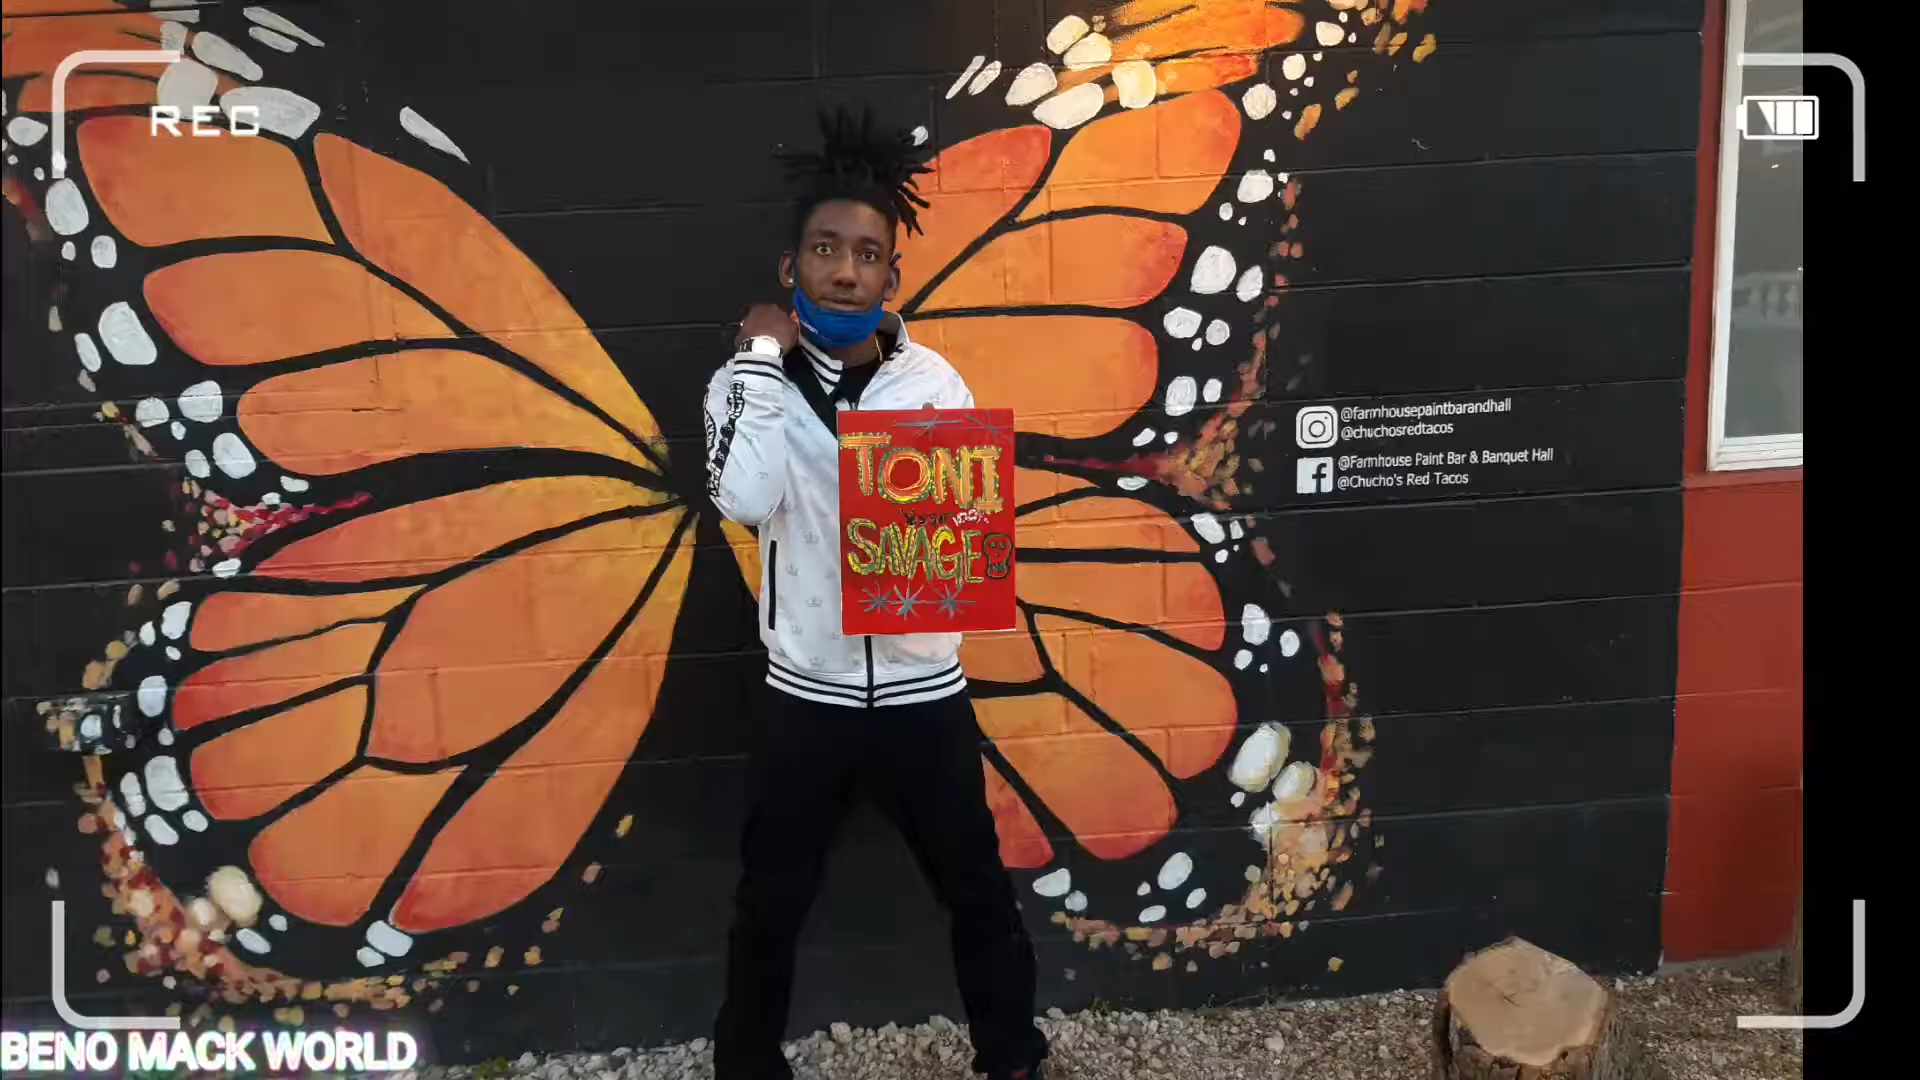 REC
@farmhousepaintbarandhall
@chuchosredtacos
@Farmhouse Paint Bar & Banquet Hall
@Chucho's Red Tacos
TONI
SAVAGE
BENO MACK WORLD